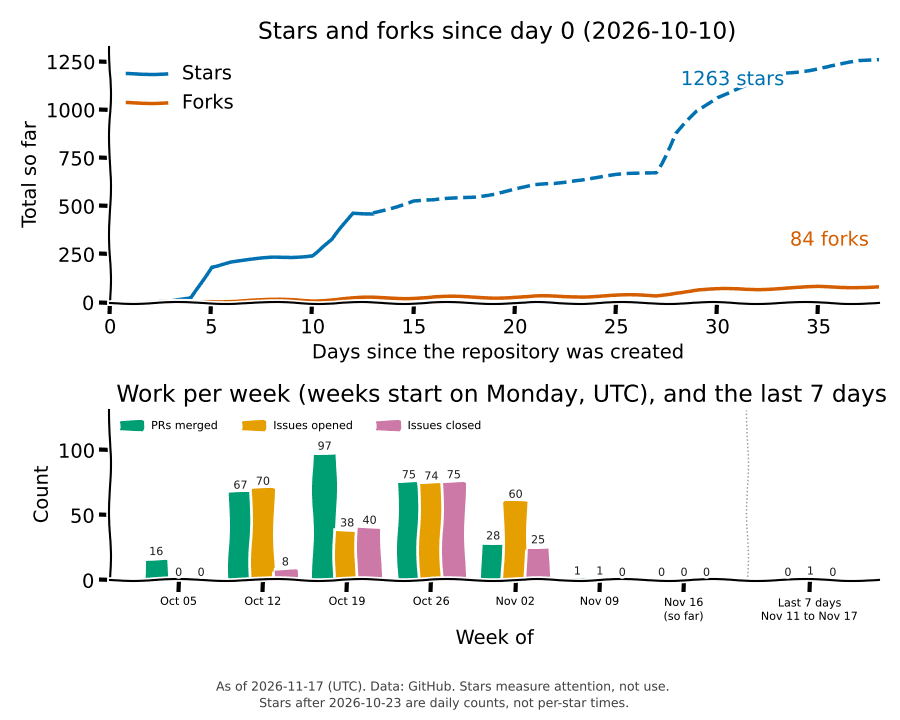 Stars and forks since day 0 (2026-10-10)
Total so far
1250
1000
750
500
250
0
Stars
Forks
1263 stars
84 forks
0 5 10 15 20 25 30 35
Days since the repository was created
Work per week (weeks start on Monday, UTC), and the last 7 days
Count
100
50
0
PRs merged Issues opened Issues closed
16 0 0
67 70 8
97 38 40
75 74 75
28 60 25
1 1 0
0 0 0
0 1 0
Oct 05 Oct 12 Oct 19 Oct 26 Nov 02 Nov 09 Nov 16 Last 7 days
(so far) Nov 11 to Nov 17
Week of
As of 2026-11-17 (UTC). Data: GitHub. Stars measure attention, not use.
Stars after 2026-10-23 are daily counts, not per-star times.